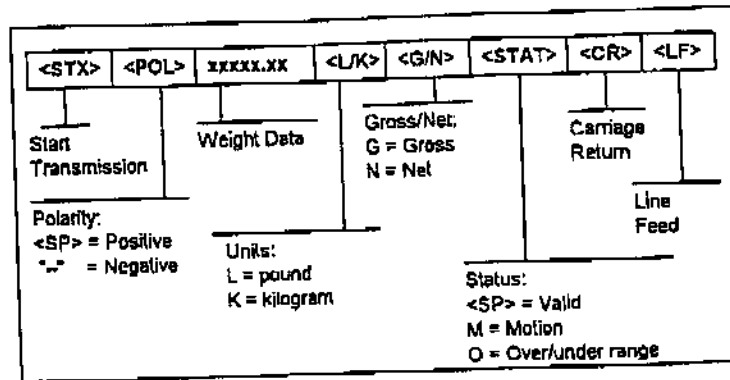 <STX> <POL> xxxxx.xx <L/K> <G/N> <STAT> <CR> <LF>
Start
Transmission
Weight Data
Gross/Net:
G = Gross
N = Net
Carriage
Return
Line
Feed
Polarity:
<SP> = Positive
"-" = Negative
Units:
L = pound
K = kilogram
Status:
<SP> = Valid
M = Motion
O = Over/under range